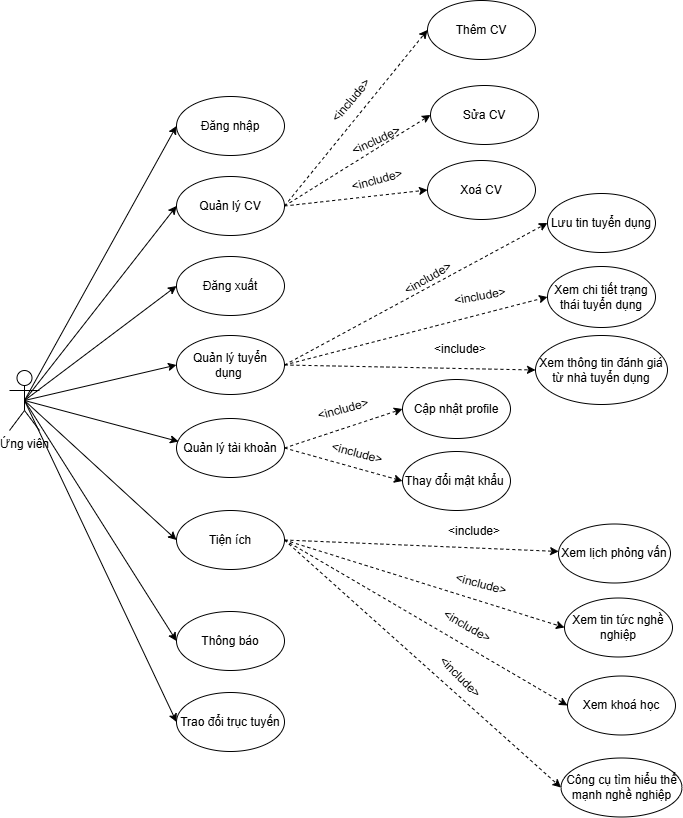 Thêm CV
<include>
Đăng nhập
Sửa CV
<include>
Quản lý CV
<include>
Xoá CV
Lưu tin tuyển dụng
Đăng xuất
<include>
<include>
Xem chi tiết trạng
thái tuyển dụng
Quản lý tuyển
dụng
<include>
Xem thông tin đánh giá
từ nhà tuyển dụng
Ứng viên
<include>
Cập nhật profile
Quản lý tài khoản
<include>
Thay đổi mật khẩu
Tiện ích
<include>
Xem lịch phỏng vấn
<include>
Xem tin tức nghề
nghiệp
Thông báo
<include>
Xem khoá học
<include>
Trao đổi trực tuyến
Công cụ tìm hiểu thế
mạnh nghề nghiệp